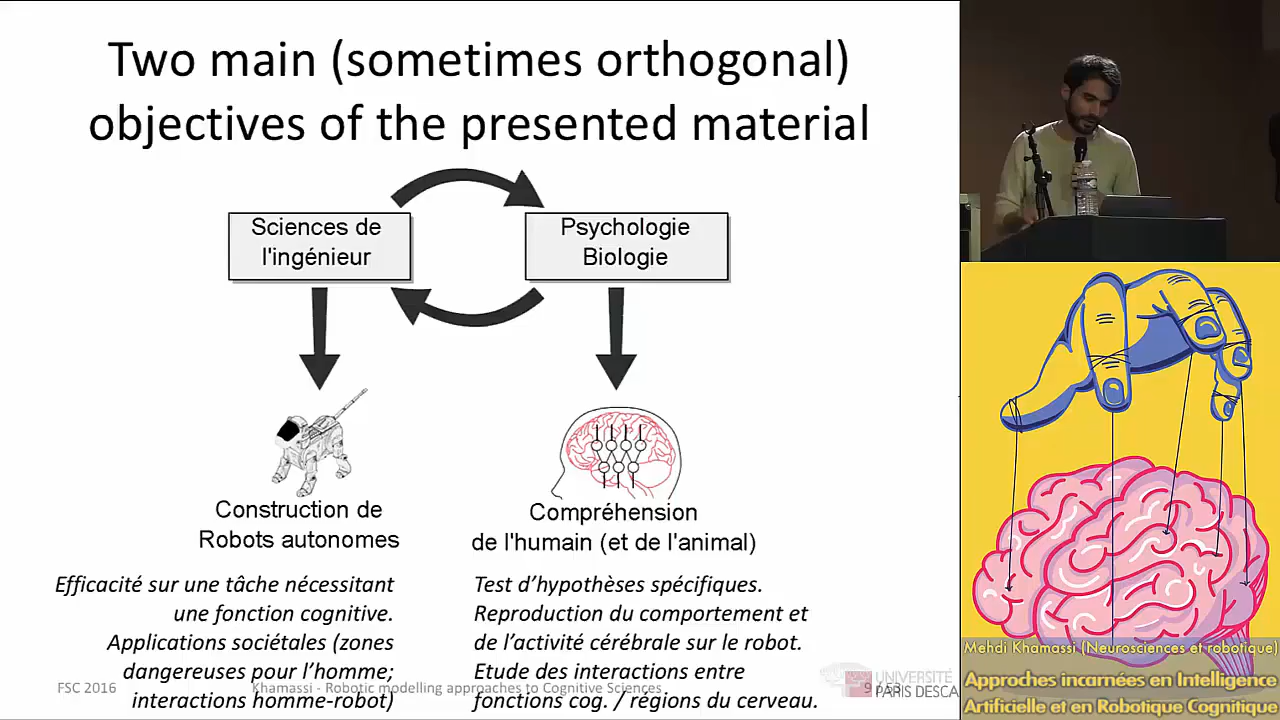 Two main (sometimes orthogonal)
objectives of the presented material
Sciences de
l'ingénieur
Psychologie
Biologie
Construction de
Robots autonomes
Compréhension
de l'humain (et de l'animal)
Efficacité sur une tâche nécessitant
une fonction cognitive.
Applications sociétales (zones
dangereuses pour l'homme;
interactions homme-robot)
Test d'hypothèses spécifiques.
Reproduction du comportement et
de l'activité cérébrale sur le robot.
Etude des interactions entre
fonctions cog. / régions du cerveau.
FSC 2016
Khamassi - Robotic modelling approaches to Cognitive Sciences
UNIVERSITÉ
PARIS DESCA
Mehdi Khamassi (Neurosciences et robotique)
Approches incarnées en Intelligence
Artificielle et en Robotique Cognitique